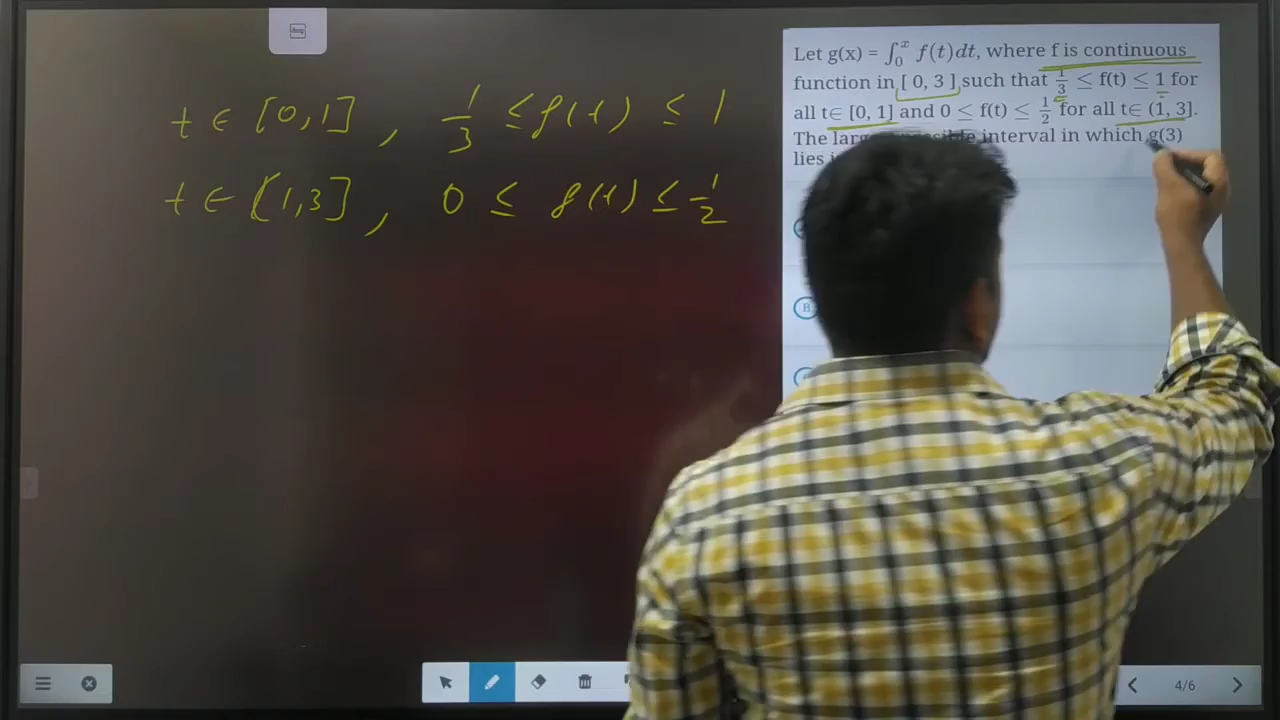 t ∈ [0,1] , 1/3 ≤ f(t) ≤ 1
t ∈ (1,3] , 0 ≤ f(t) ≤ 1/2
Let g(x) = ∫₀ˣ f(t)dt, where f is continuous
function in [ 0, 3 ] such that 1/3 ≤ f(t) ≤ 1 for
all t∈ [0, 1] and 0 ≤ f(t) ≤ 1/2 for all t∈ (1, 3].
The interval in which g(3)
lies
B
4/6